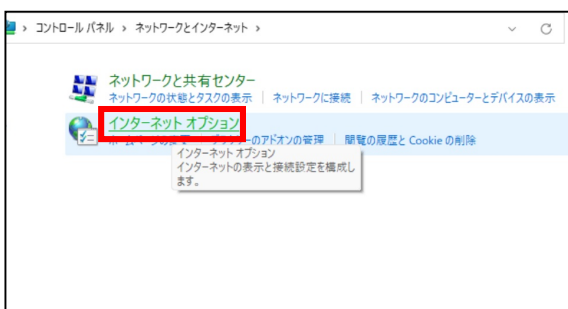 コントロール パネル > ネットワークとインターネット >
ネットワークと共有センター
ネットワークの状態とタスクの表示 | ネットワークに接続 | ネットワークのコンピューターとデバイスの表示
インターネット オプション
のアドオンの管理 | 閲覧の履歴と Cookie の削除
インターネット オプション
インターネットの表示と接続設定を構成し
ます。